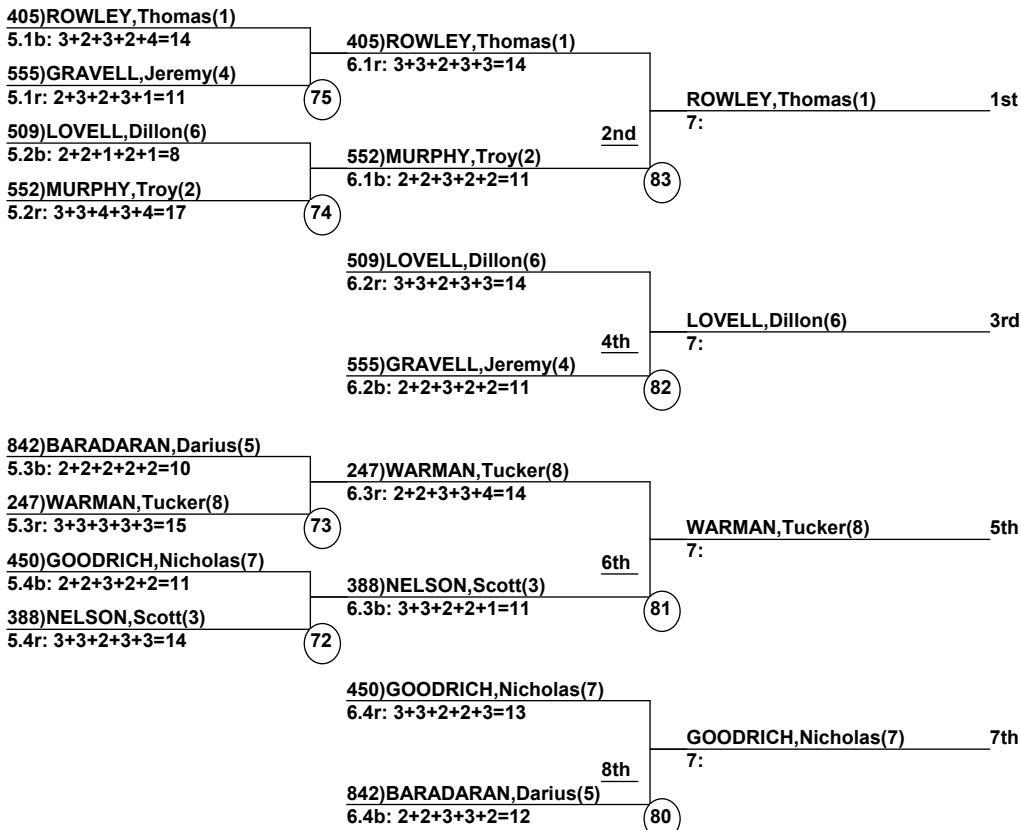 405)ROWLEY,Thomas(1)
5.1b: 3+2+3+2+4=14
405)ROWLEY,Thomas(1)
6.1r: 3+3+2+3+3=14
555)GRAVELL,Jeremy(4)
5.1r: 2+3+2+3+1=11
75
ROWLEY,Thomas(1)
1st
7:
509)LOVELL,Dillon(6)
5.2b: 2+2+1+2+1=8
2nd
552)MURPHY,Troy(2)
6.1b: 2+2+3+2+2=11
83
552)MURPHY,Troy(2)
5.2r: 3+3+4+3+4=17
74
509)LOVELL,Dillon(6)
6.2r: 3+3+2+3+3=14
LOVELL,Dillon(6)
3rd
7:
4th
555)GRAVELL,Jeremy(4)
6.2b: 2+2+3+2+2=11
82
842)BARADARAN,Darius(5)
5.3b: 2+2+2+2+2=10
247)WARMAN,Tucker(8)
6.3r: 2+2+3+3+4=14
247)WARMAN,Tucker(8)
5.3r: 3+3+3+3+3=15
73
WARMAN,Tucker(8)
5th
7:
450)GOODRICH,Nicholas(7)
5.4b: 2+2+3+2+2=11
6th
388)NELSON,Scott(3)
6.3b: 3+3+2+2+1=11
81
388)NELSON,Scott(3)
5.4r: 3+3+2+3+3=14
72
450)GOODRICH,Nicholas(7)
6.4r: 3+3+2+2+3=13
GOODRICH,Nicholas(7)
7th
7:
8th
842)BARADARAN,Darius(5)
6.4b: 2+2+3+3+2=12
80